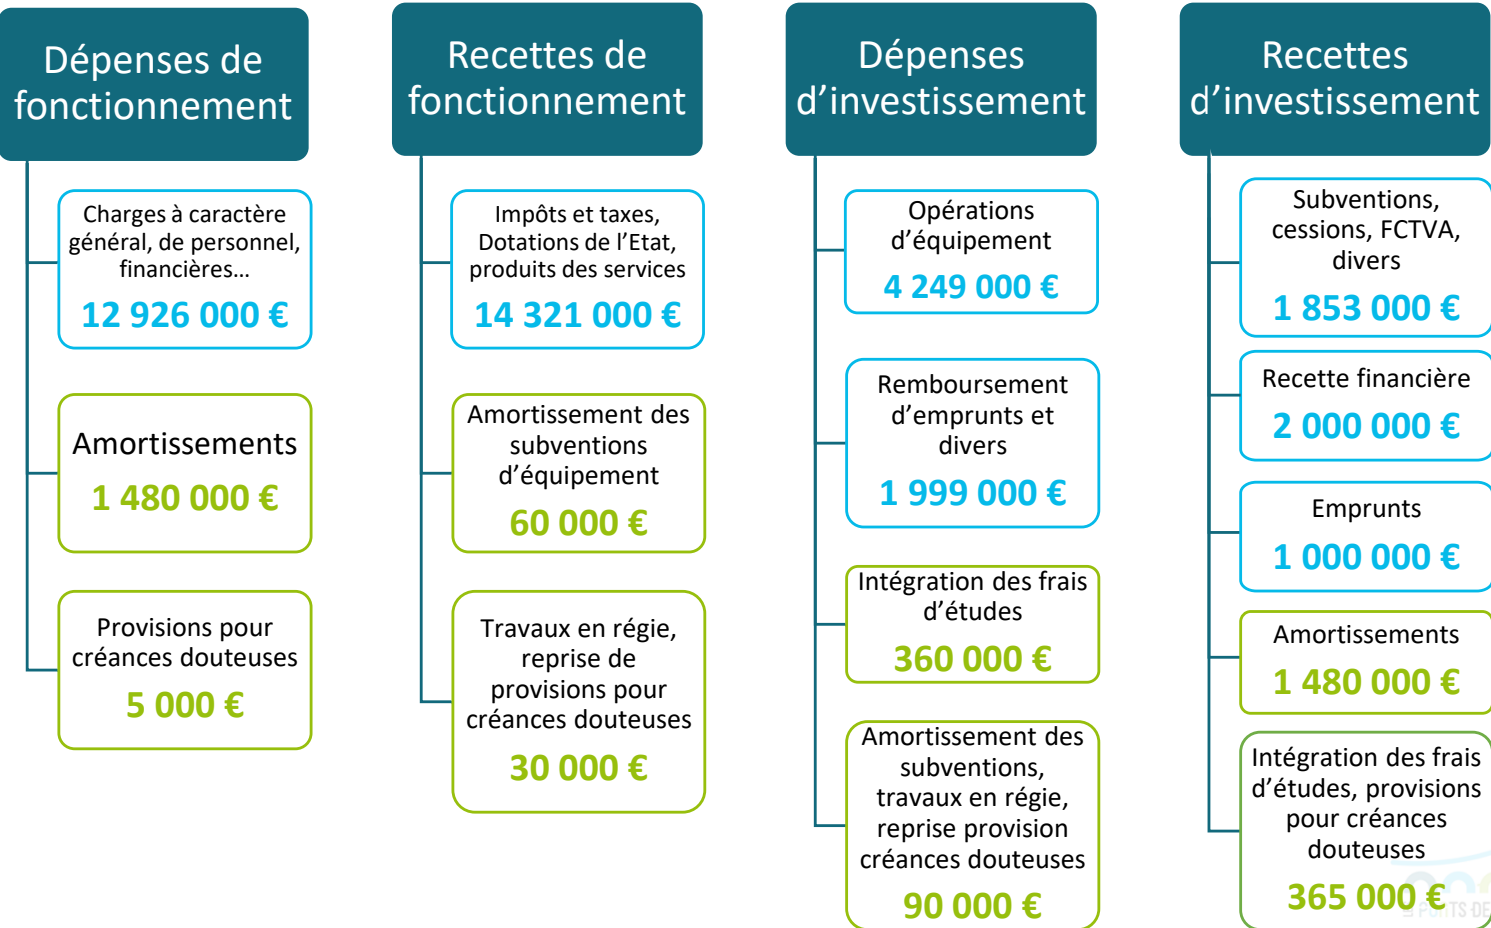 Dépenses de
fonctionnement
Charges à caractère
général, de personnel,
financières…
12 926 000 €
Amortissements
1 480 000 €
Provisions pour
créances douteuses
5 000 €
Recettes de
fonctionnement
Impôts et taxes,
Dotations de l’Etat,
produits des services
14 321 000 €
Amortissement des
subventions
d’équipement
60 000 €
Travaux en régie,
reprise de
provisions pour
créances douteuses
30 000 €
Dépenses
d’investissement
Opérations
d’équipement
4 249 000 €
Remboursement
d’emprunts et
divers
1 999 000 €
Intégration des frais
d’études
360 000 €
Amortissement des
subventions,
travaux en régie,
reprise provision
créances douteuses
90 000 €
Recettes
d’investissement
Subventions,
cessions, FCTVA,
divers
1 853 000 €
Recette financière
2 000 000 €
Emprunts
1 000 000 €
Amortissements
1 480 000 €
Intégration des frais
d’études, provisions
pour créances
douteuses
365 000 €